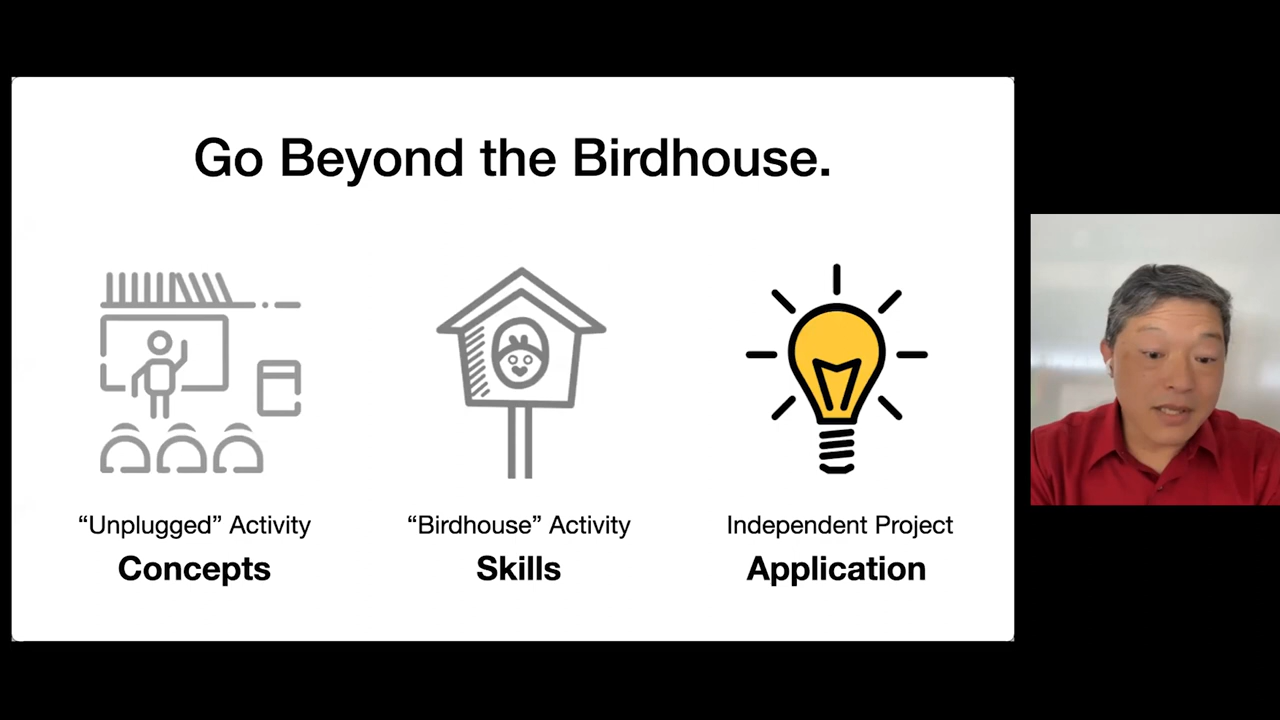 Go Beyond the Birdhouse.
“Unplugged” Activity
Concepts
“Birdhouse” Activity
Skills
Independent Project
Application